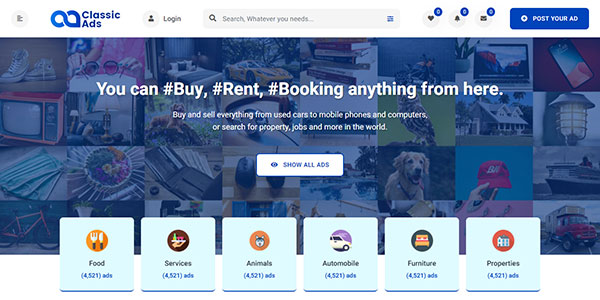 Classic
Ads
Login
Search, Whatever you needs...
0
0
0
POST YOUR AD
You can #Buy, #Rent, #Booking anything from here.
Buy and sell everything from used cars to mobile phones and computers,
or search for property, jobs and more in the world.
SHOW ALL ADS
Food
(4,521) ads
Services
(4,521) ads
Animals
(4,521) ads
Automobile
(4,521) ads
Furniture
(4,521) ads
Properties
(4,521) ads